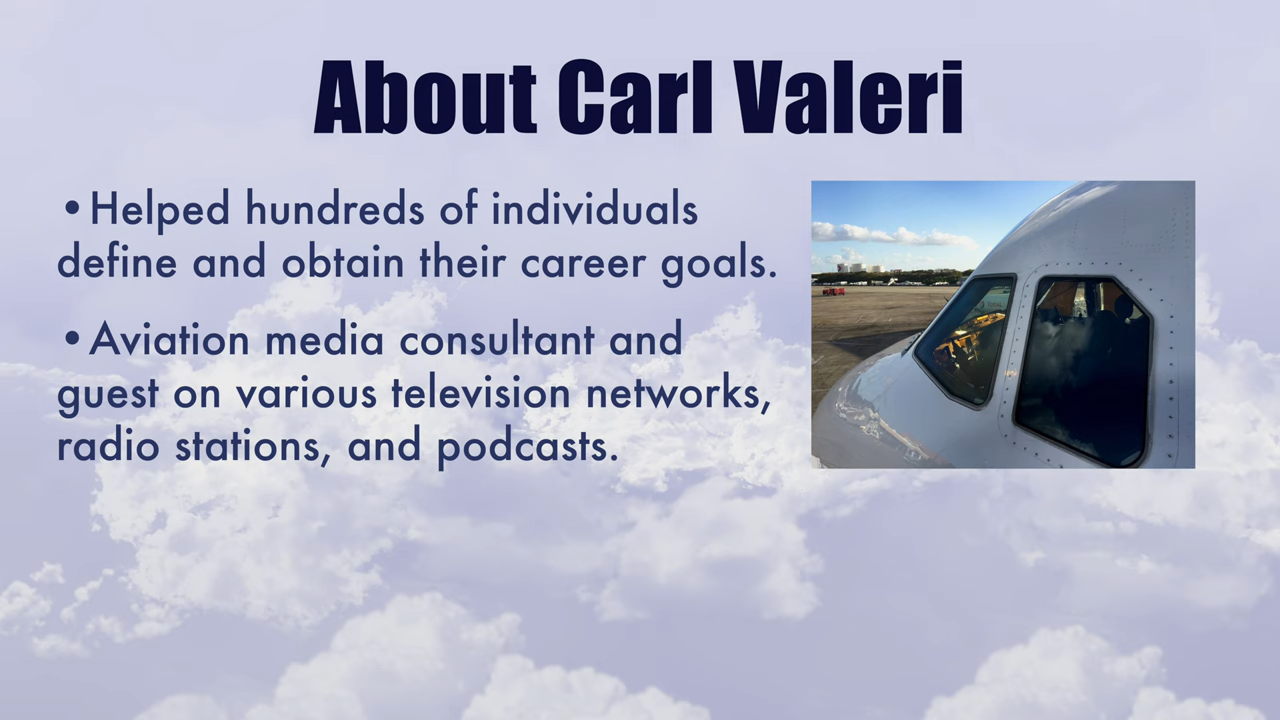 About Carl Valeri
•Helped hundreds of individuals
define and obtain their career goals.
•Aviation media consultant and
guest on various television networks,
radio stations, and podcasts.